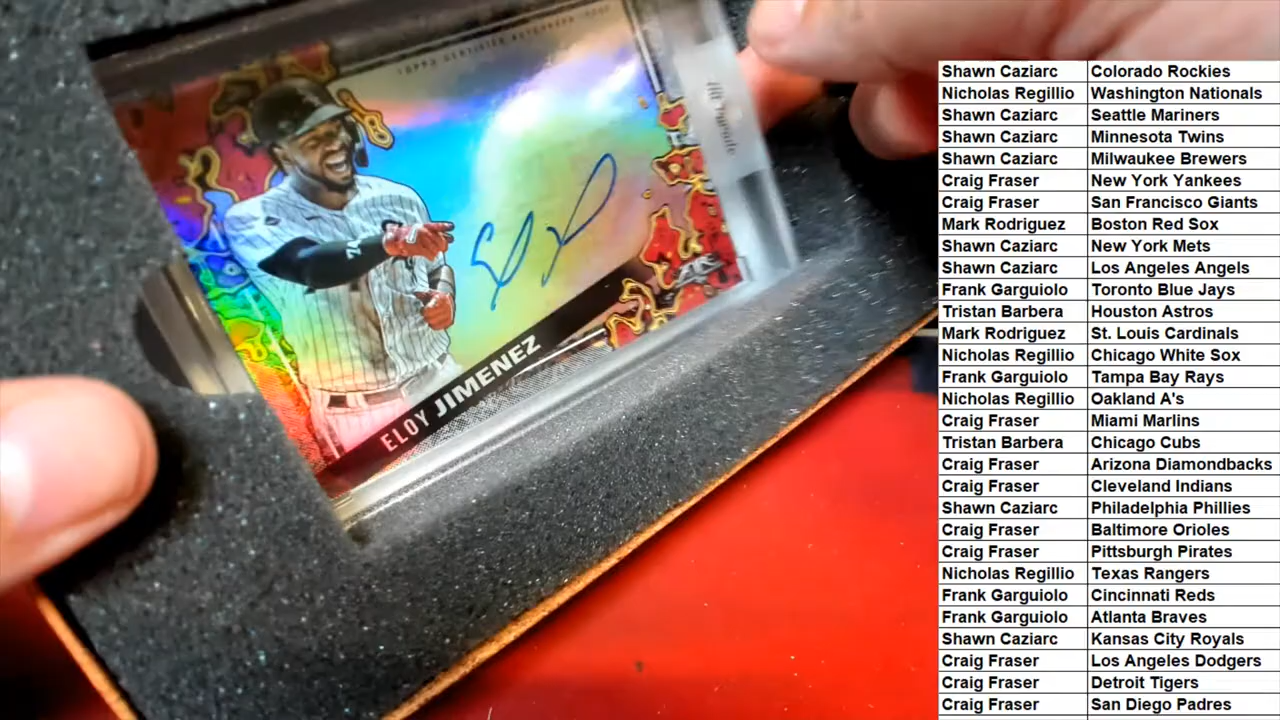 TOPPS CERTIFIED AUTOGRAPH ISSUE
ELOY JIMENEZ
FIRE
Shawn Caziarc Colorado Rockies
Nicholas Regillio Washington Nationals
Shawn Caziarc Seattle Mariners
Shawn Caziarc Minnesota Twins
Shawn Caziarc Milwaukee Brewers
Craig Fraser New York Yankees
Craig Fraser San Francisco Giants
Mark Rodriguez Boston Red Sox
Shawn Caziarc New York Mets
Shawn Caziarc Los Angeles Angels
Frank Garguiolo Toronto Blue Jays
Tristan Barbera Houston Astros
Mark Rodriguez St. Louis Cardinals
Nicholas Regillio Chicago White Sox
Frank Garguiolo Tampa Bay Rays
Nicholas Regillio Oakland A's
Craig Fraser Miami Marlins
Tristan Barbera Chicago Cubs
Craig Fraser Arizona Diamondbacks
Craig Fraser Cleveland Indians
Shawn Caziarc Philadelphia Phillies
Craig Fraser Baltimore Orioles
Craig Fraser Pittsburgh Pirates
Nicholas Regillio Texas Rangers
Frank Garguiolo Cincinnati Reds
Frank Garguiolo Atlanta Braves
Shawn Caziarc Kansas City Royals
Craig Fraser Los Angeles Dodgers
Craig Fraser Detroit Tigers
Craig Fraser San Diego Padres